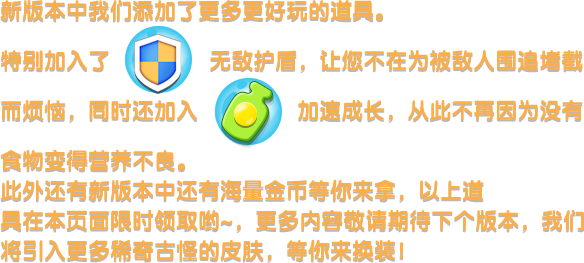 新版本中我们添加了更多更好玩的道具。
特别加入了 无敌护盾，让您不在为被敌人围追堵截
而烦恼，同时还加入 加速成长，从此不再因为没有
食物变得营养不良。
此外还有新版本中还有海量金币等你来拿，以上道
具在本页面限时领取哟~，更多内容敬请期待下个版本，我们
将引入更多稀奇古怪的皮肤，等你来换装！